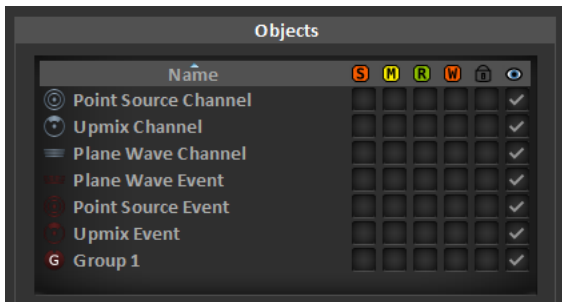 Objects
Name S M R W
Point Source Channel
Upmix Channel
Plane Wave Channel
Plane Wave Event
Point Source Event
Upmix Event
G Group 1